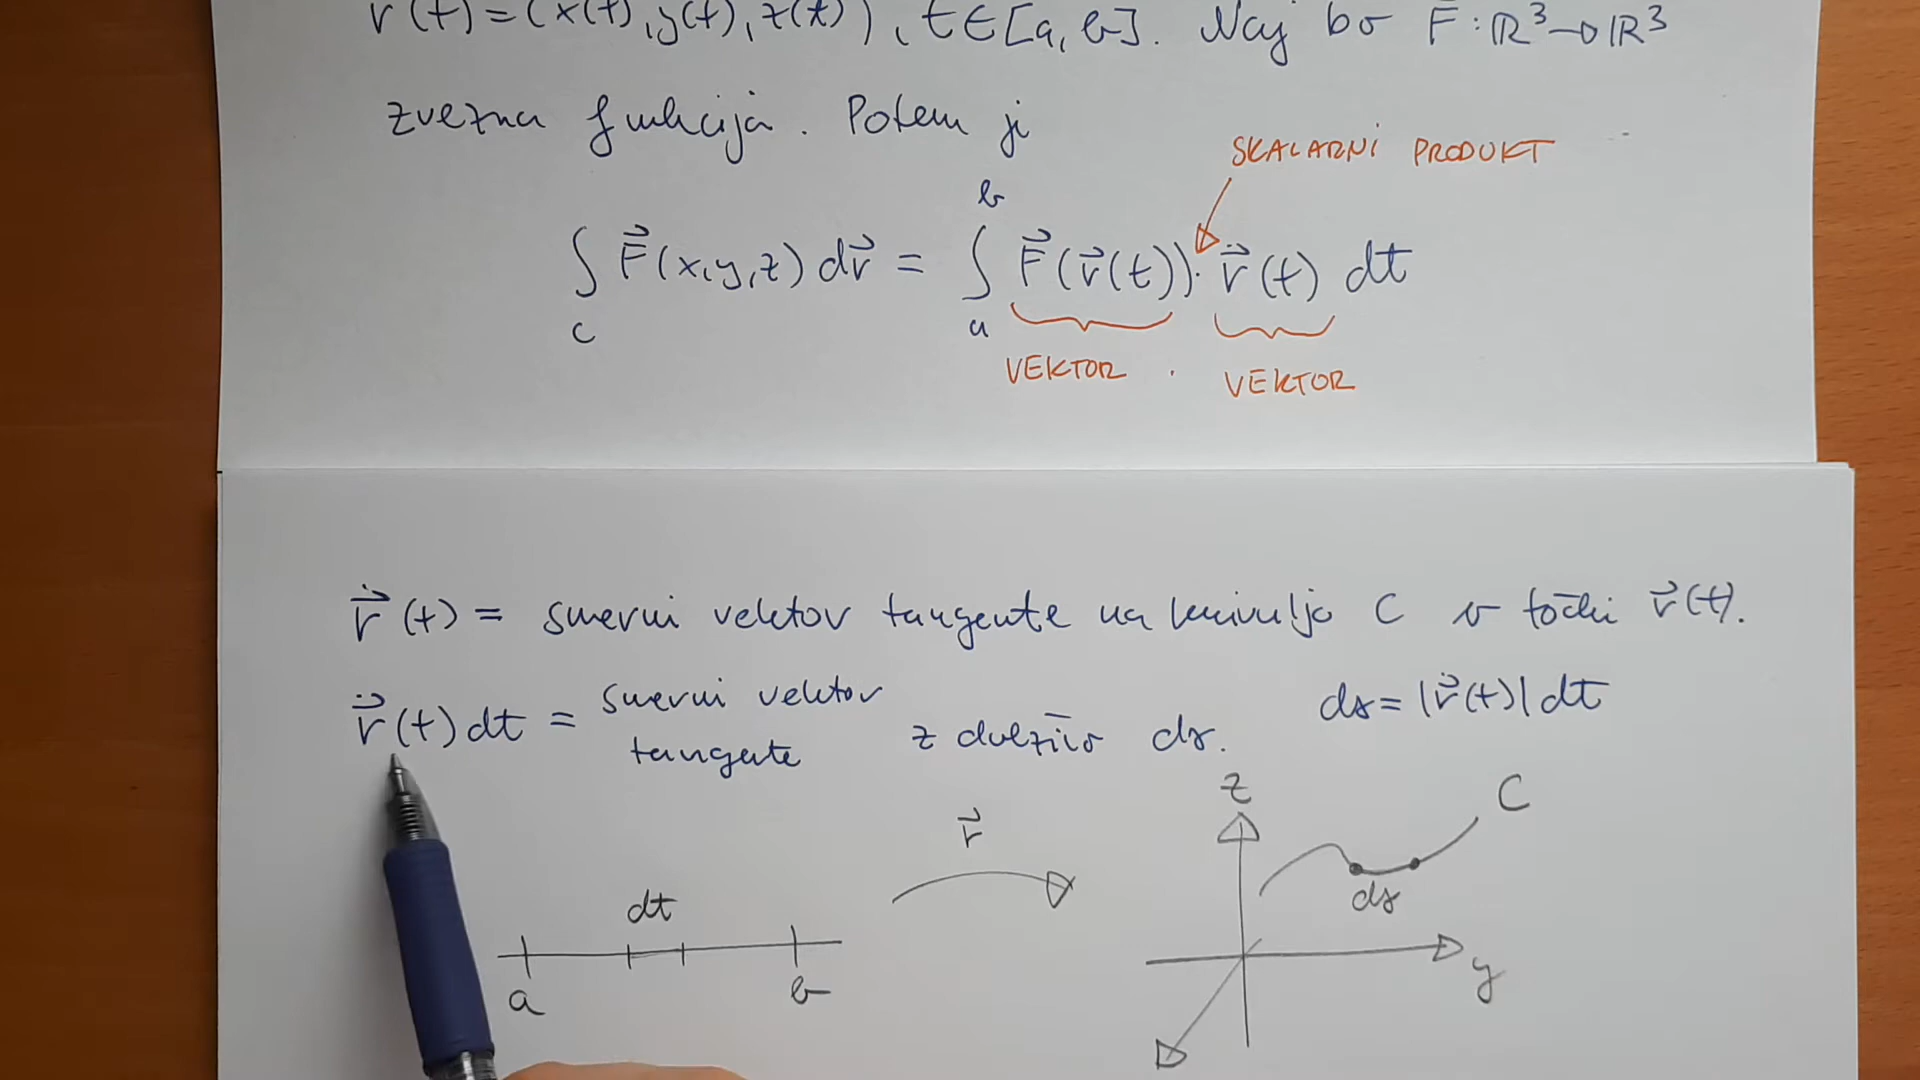 r(t) = (x(t), y(t), z(t)), t∈[a, b]. Naj bo F⃗ : ℝ³→ℝ³
zvezna funkcija. Potem je
SKALARNI PRODUKT
∫_C F⃗(x,y,z) dr⃗ = ∫_a^b F⃗(r⃗(t)) · r⃗̇(t) dt
VEKTOR . VEKTOR
r⃗̇(t) = smerni vektor tangente na krivuljo C v točki r⃗(t).
r⃗̇(t) dt = smerni vektor tangente z dolžino ds. ds = |r⃗̇(t)| dt
r⃗
z
C
dt
ds
a
b
y